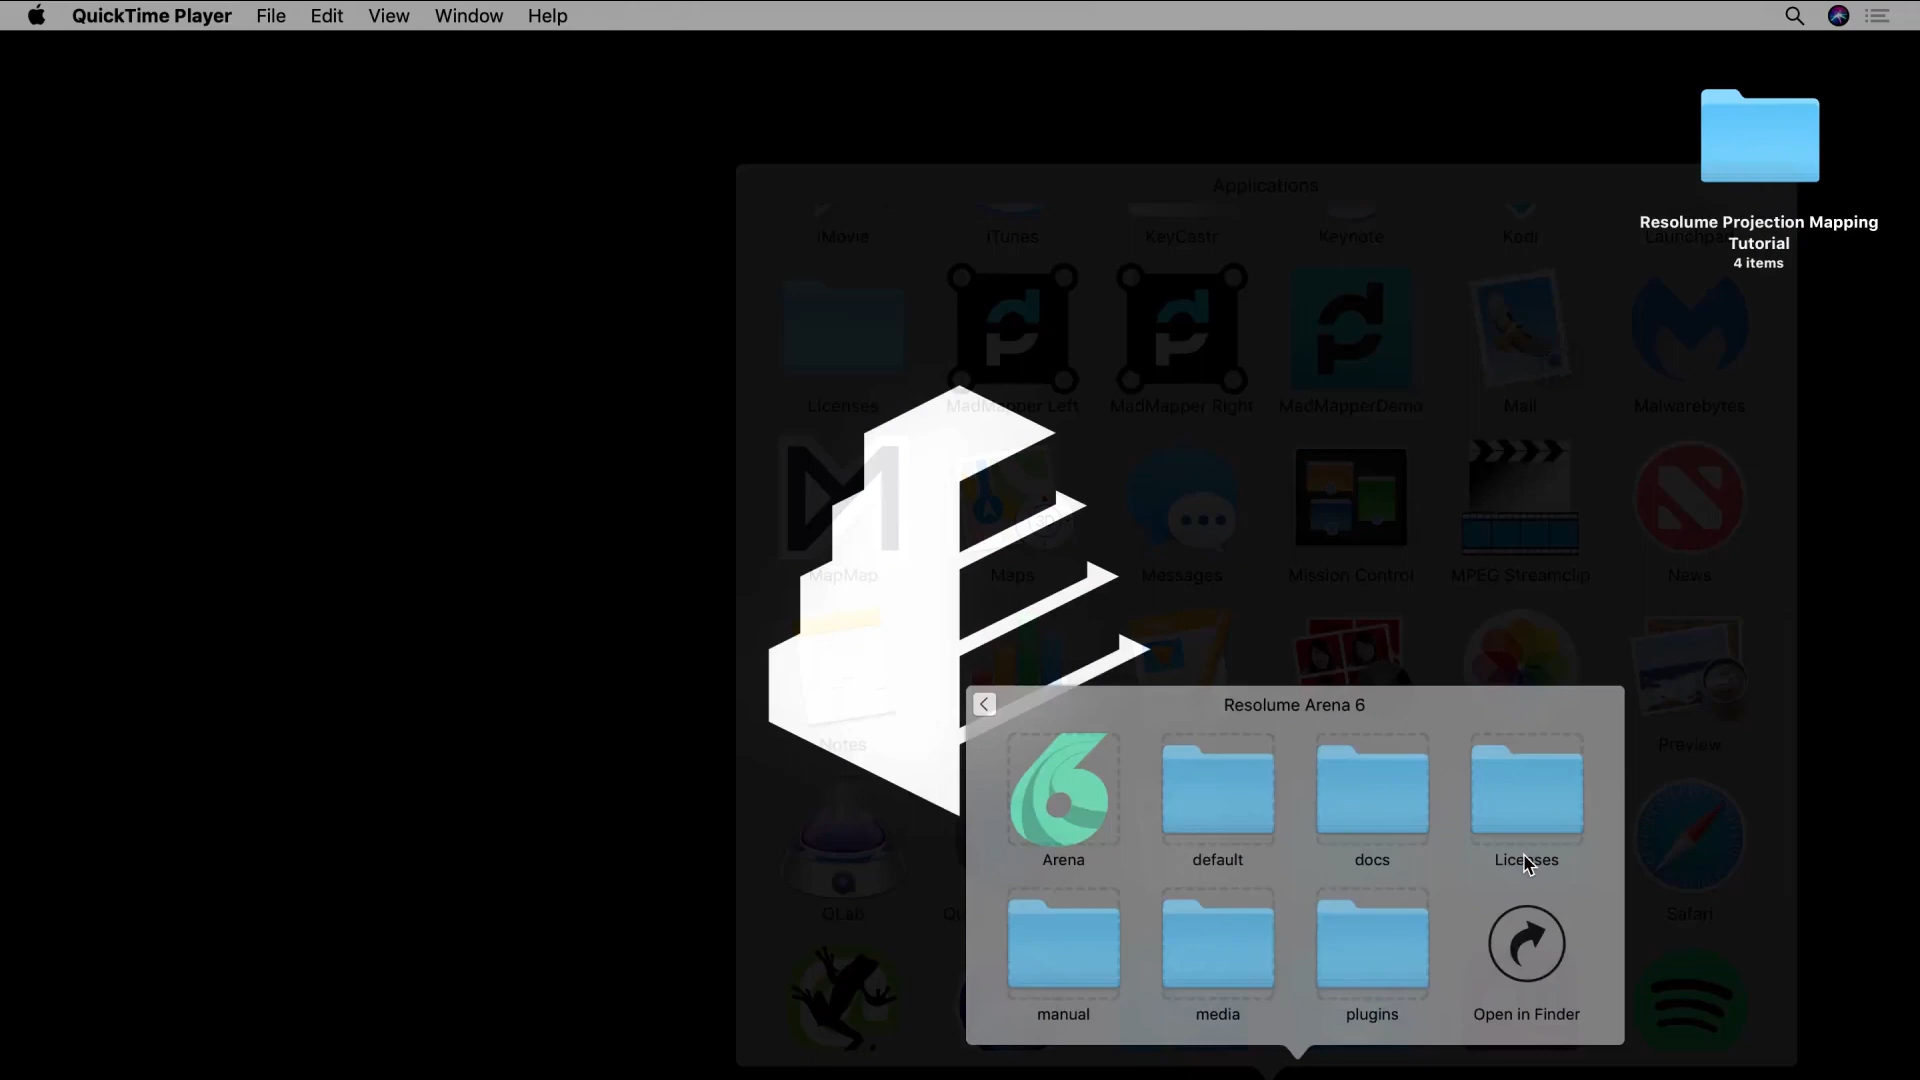 QuickTime Player File Edit View Window Help
Applications
iMovie iTunes KeyCastr Keynote Kodi Launchpad
Resolume Projection Mapping
Tutorial
4 items
Licenses MadMapper Left MadMapper Right MadMapperDemo Mail Malwarebytes
MapMap Maps Messages Mission Control MPEG Streamclip News
Resolume Arena 6
Notes Preview
Arena default docs Licenses
QLab Safari
manual media plugins Open in Finder